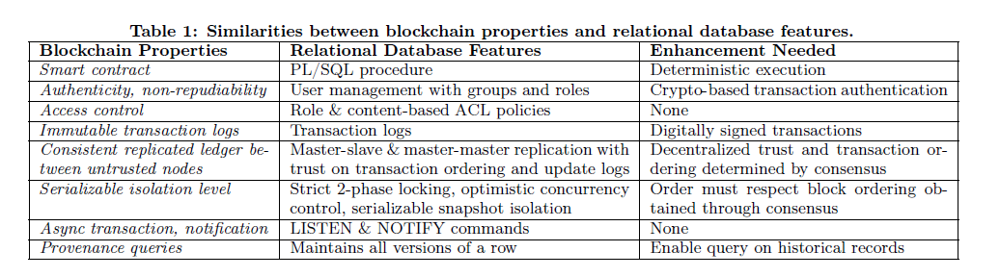 Table 1: Similarities between blockchain properties and relational database features.
Blockchain Properties Relational Database Features Enhancement Needed
Smart contract PL/SQL procedure Deterministic execution
Authenticity, non-repudiability User management with groups and roles Crypto-based transaction authentication
Access control Role & content-based ACL policies None
Immutable transaction logs Transaction logs Digitally signed transactions
Consistent replicated ledger be- Master-slave & master-master replication with Decentralized trust and transaction or-
tween untrusted nodes trust on transaction ordering and update logs dering determined by consensus
Serializable isolation level Strict 2-phase locking, optimistic concurrency Order must respect block ordering ob-
control, serializable snapshot isolation tained through consensus
Async transaction, notification LISTEN & NOTIFY commands None
Provenance queries Maintains all versions of a row Enable query on historical records